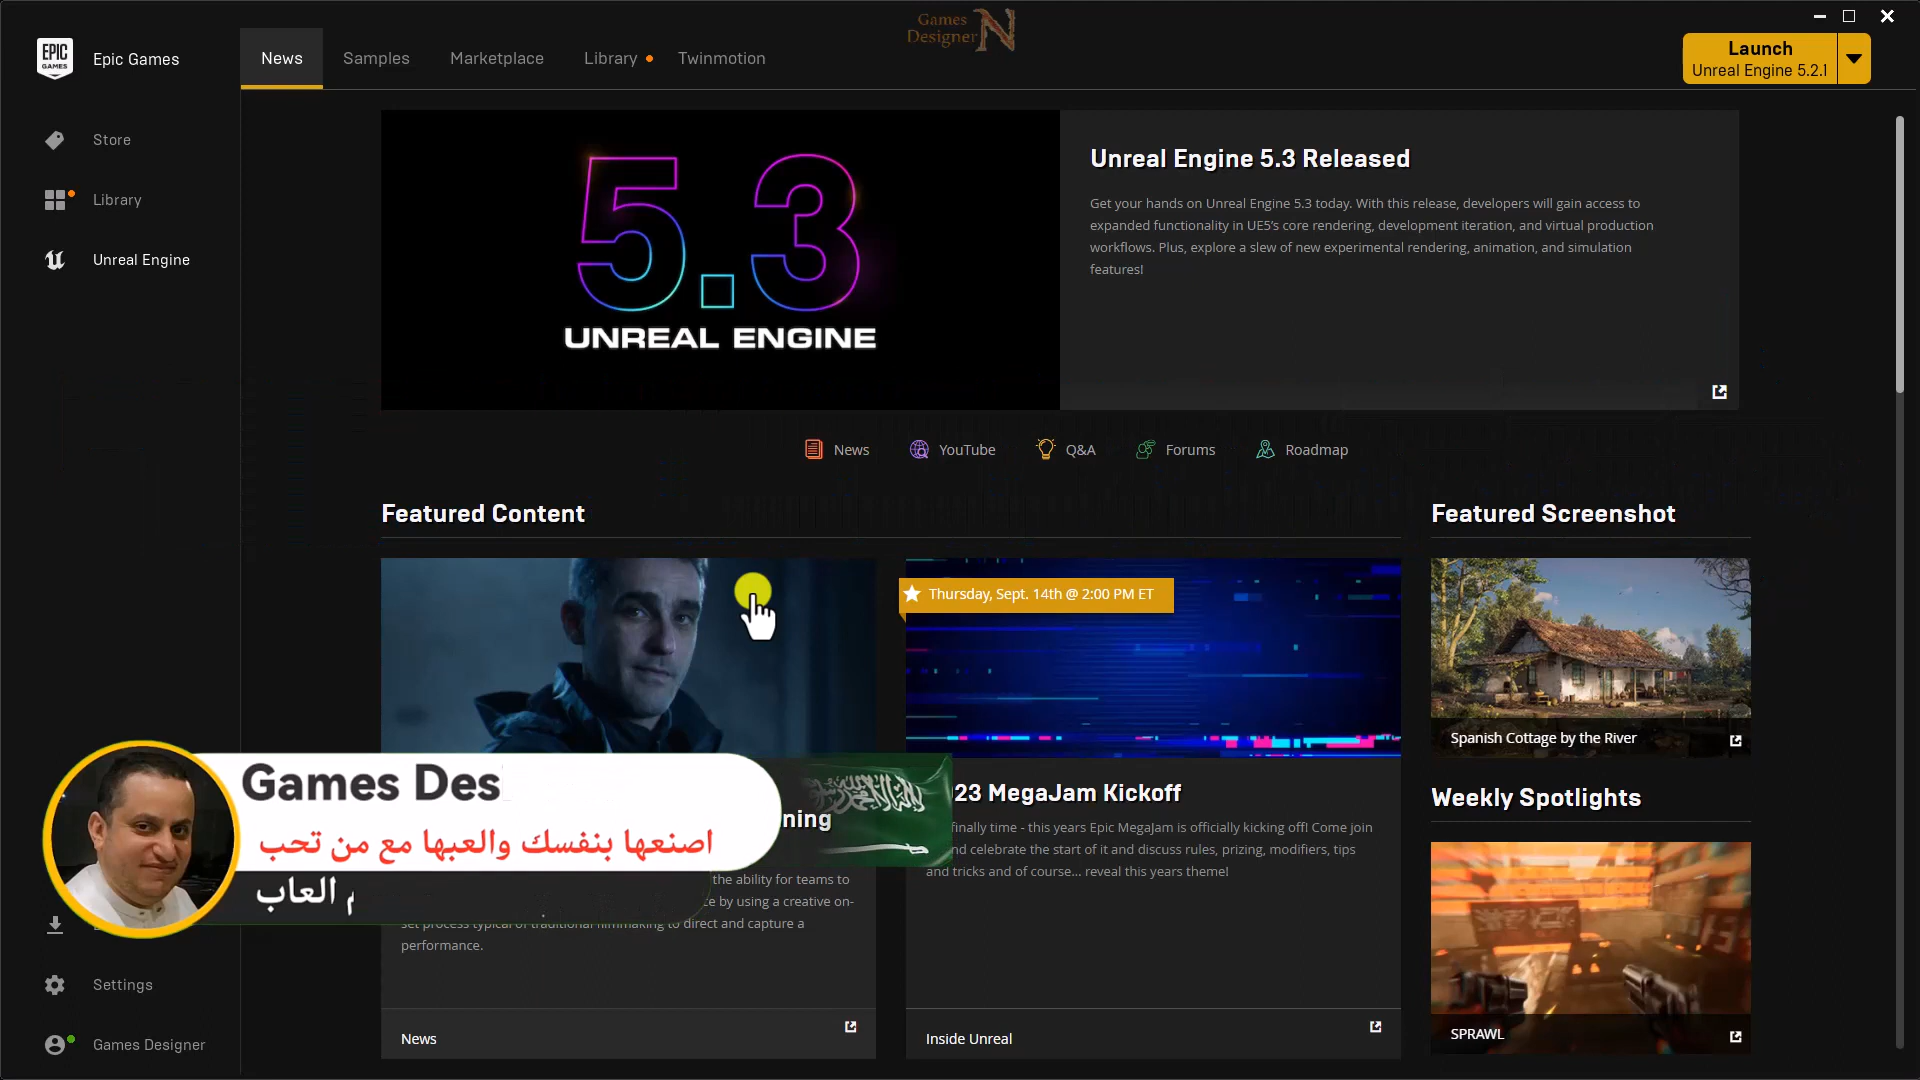 Games
Designer N
EPIC
GAMES
Epic Games
News
Samples
Marketplace
Library
Twinmotion
Launch
Unreal Engine 5.2.1
Store
Library
Unreal Engine
5.3
UNREAL ENGINE
Unreal Engine 5.3 Released
Get your hands on Unreal Engine 5.3 today. With this release, developers will gain access to
expanded functionality in UE5's core rendering, development iteration, and virtual production
workflows. Plus, explore a slew of new experimental rendering, animation, and simulation
features!
News
YouTube
Q&A
Forums
Roadmap
Featured Content
Thursday, Sept. 14th @ 2:00 PM ET
ning
the ability for teams to
ce by using a creative on-
set process typical of traditional filmmaking to direct and capture a
performance.
News
23 MegaJam Kickoff
finally time - this years Epic MegaJam is officially kicking off! Come join
nd celebrate the start of it and discuss rules, prizing, modifiers, tips
and tricks and of course... reveal this years theme!
Inside Unreal
Featured Screenshot
Spanish Cottage by the River
Weekly Spotlights
SPRAWL
Games Des
اصنعها بنفسك والعبها مع من تحب
م العاب
Settings
Games Designer